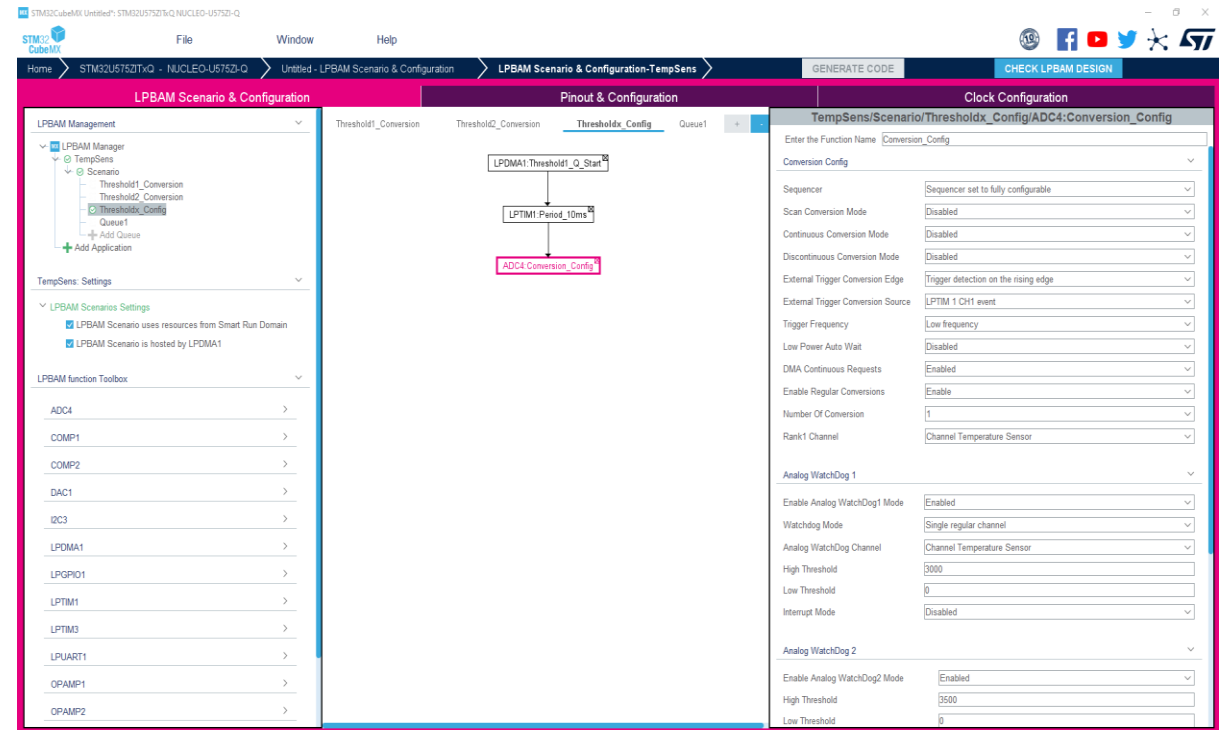 STM32CubeMX Untitled*: STM32U575ZITxQ NUCLEO-U575ZI-Q
STM32
CubeMX
File
Window
Help
Home
STM32U575ZITxQ - NUCLEO-U575ZI-Q
Untitled - LPBAM Scenario & Configuration
LPBAM Scenario & Configuration-TempSens
GENERATE CODE
CHECK LPBAM DESIGN
LPBAM Scenario & Configuration
Pinout & Configuration
Clock Configuration
LPBAM Management
LPBAM Manager
TempSens
Scenario
Threshold1_Conversion
Threshold2_Conversion
Thresholdx_Config
Queue1
Add Queue
Add Application
TempSens: Settings
LPBAM Scenarios Settings
LPBAM Scenario uses resources from Smart Run Domain
LPBAM Scenario is hosted by LPDMA1
LPBAM function Toolbox
ADC4
COMP1
COMP2
DAC1
I2C3
LPDMA1
LPGPIO1
LPTIM1
LPTIM3
LPUART1
OPAMP1
OPAMP2
Threshold1_Conversion
Threshold2_Conversion
Thresholdx_Config
Queue1
+
-
LPDMA1:Threshold1_Q_Start
LPTIM1:Period_10ms
ADC4:Conversion_Config
TempSens/Scenario/Thresholdx_Config/ADC4:Conversion_Config
Enter the Function Name Conversion_Config
Conversion Config
Sequencer Sequencer set to fully configurable
Scan Conversion Mode Disabled
Continuous Conversion Mode Disabled
Discontinuous Conversion Mode Disabled
External Trigger Conversion Edge Trigger detection on the rising edge
External Trigger Conversion Source LPTIM 1 CH1 event
Trigger Frequency Low frequency
Low Power Auto Wait Disabled
DMA Continuous Requests Enabled
Enable Regular Conversions Enable
Number Of Conversion 1
Rank1 Channel Channel Temperature Sensor
Analog WatchDog 1
Enable Analog WatchDog1 Mode Enabled
Watchdog Mode Single regular channel
Analog WatchDog Channel Channel Temperature Sensor
High Threshold 3000
Low Threshold 0
Interrupt Mode Disabled
Analog WatchDog 2
Enable Analog WatchDog2 Mode Enabled
High Threshold 3500
Low Threshold 0